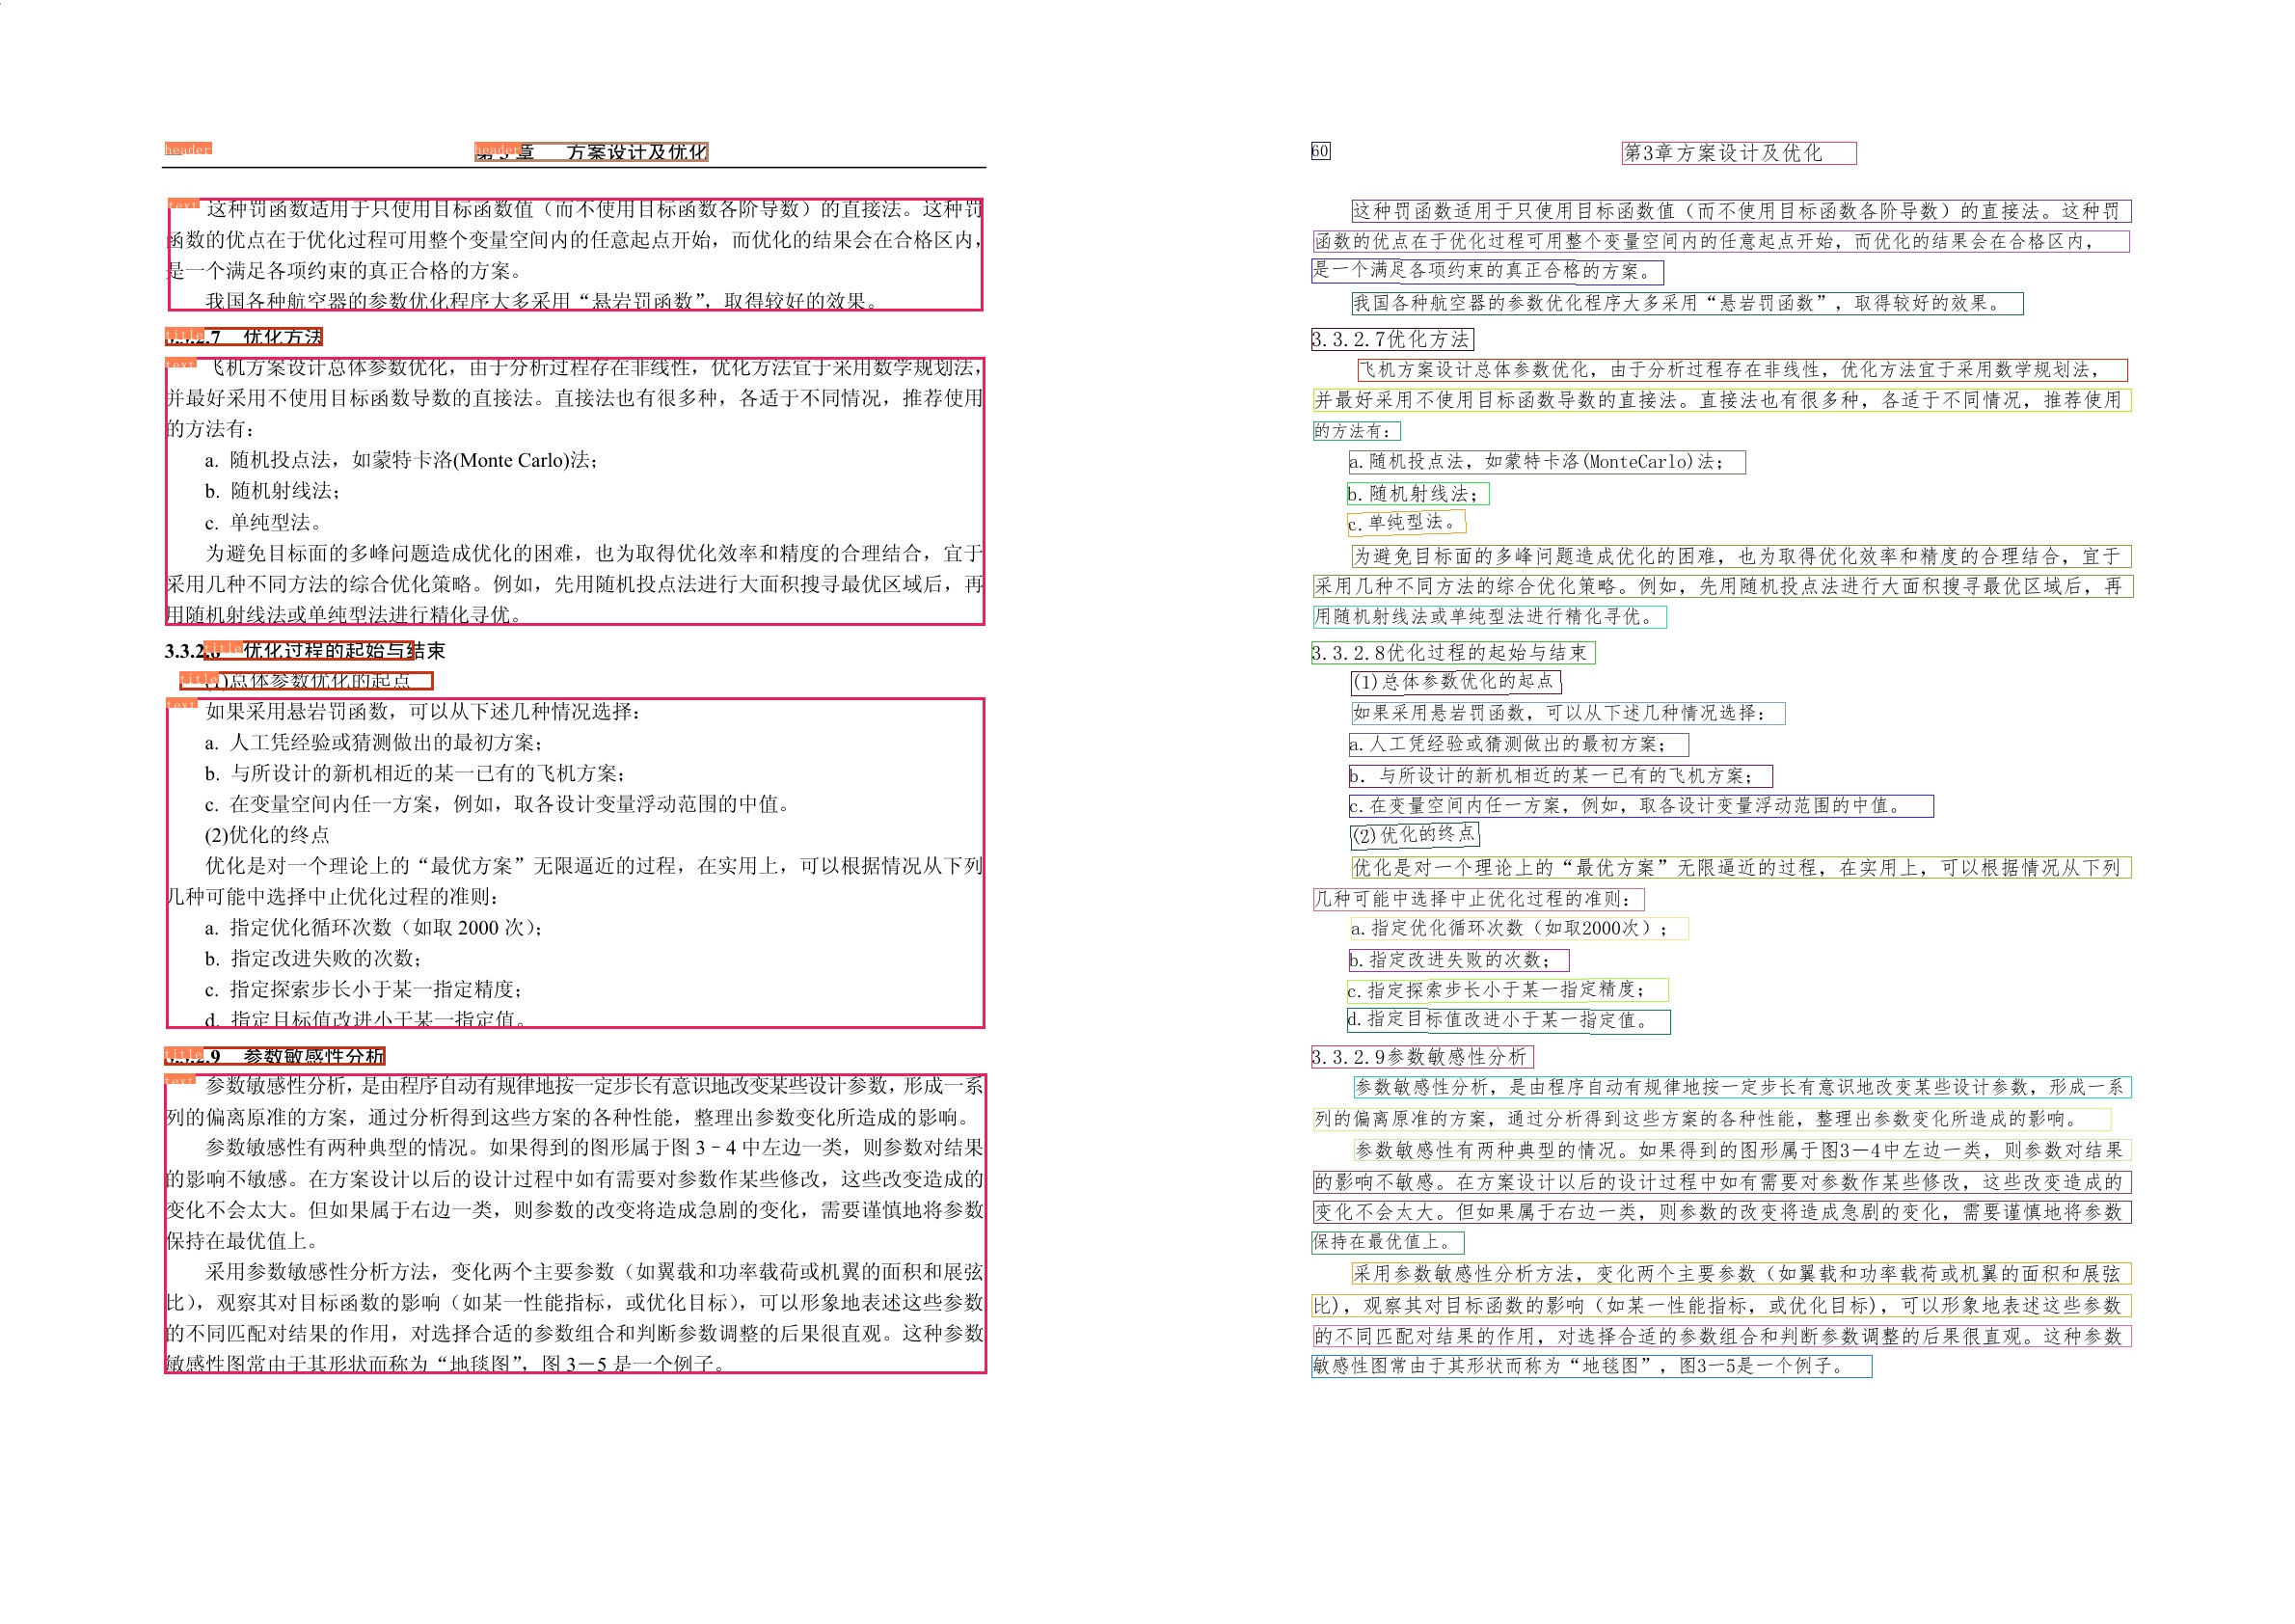 header
header 章 方案设计及优化
text 这种罚函数适用于只使用目标函数值（而不使用目标函数各阶导数）的直接法。这种罚
函数的优点在于优化过程可用整个变量空间内的任意起点开始，而优化的结果会在合格区内，
是一个满足各项约束的真正合格的方案。
我国各种航空器的参数优化程序大多采用“悬岩罚函数”，取得较好的效果。
title .7 优化方法
text 飞机方案设计总体参数优化，由于分析过程存在非线性，优化方法宜于采用数学规划法，
并最好采用不使用目标函数导数的直接法。直接法也有很多种，各适于不同情况，推荐使用
的方法有：
a. 随机投点法，如蒙特卡洛(Monte Carlo)法；
b. 随机射线法；
c. 单纯型法。
为避免目标面的多峰问题造成优化的困难，也为取得优化效率和精度的合理结合，宜于
采用几种不同方法的综合优化策略。例如，先用随机投点法进行大面积搜寻最优区域后，再
用随机射线法或单纯型法进行精化寻优。
3.3.2 title 优化过程的起始与结束
title )总体参数优化的起点
text 如果采用悬岩罚函数，可以从下述几种情况选择：
a. 人工凭经验或猜测做出的最初方案；
b. 与所设计的新机相近的某一已有的飞机方案；
c. 在变量空间内任一方案，例如，取各设计变量浮动范围的中值。
(2)优化的终点
优化是对一个理论上的“最优方案”无限逼近的过程，在实用上，可以根据情况从下列
几种可能中选择中止优化过程的准则：
a. 指定优化循环次数（如取 2000 次）；
b. 指定改进失败的次数；
c. 指定探索步长小于某一指定精度；
d. 指定目标值改进小于某一指定值。
title .9 参数敏感性分析
text 参数敏感性分析，是由程序自动有规律地按一定步长有意识地改变某些设计参数，形成一系
列的偏离原准的方案，通过分析得到这些方案的各种性能，整理出参数变化所造成的影响。
参数敏感性有两种典型的情况。如果得到的图形属于图 3－4 中左边一类，则参数对结果
的影响不敏感。在方案设计以后的设计过程中如有需要对参数作某些修改，这些改变造成的
变化不会太大。但如果属于右边一类，则参数的改变将造成急剧的变化，需要谨慎地将参数
保持在最优值上。
采用参数敏感性分析方法，变化两个主要参数（如翼载和功率载荷或机翼的面积和展弦
比），观察其对目标函数的影响（如某一性能指标，或优化目标），可以形象地表述这些参数
的不同匹配对结果的作用，对选择合适的参数组合和判断参数调整的后果很直观。这种参数
敏感性图常由于其形状而称为“地毯图”，图 3－5 是一个例子。
60
第3章方案设计及优化
这种罚函数适用于只使用目标函数值（而不使用目标函数各阶导数）的直接法。这种罚
函数的优点在于优化过程可用整个变量空间内的任意起点开始，而优化的结果会在合格区内，
是一个满足各项约束的真正合格的方案。
我国各种航空器的参数优化程序大多采用“悬岩罚函数”，取得较好的效果。
3.3.2.7优化方法
飞机方案设计总体参数优化，由于分析过程存在非线性，优化方法宜于采用数学规划法，
并最好采用不使用目标函数导数的直接法。直接法也有很多种，各适于不同情况，推荐使用
的方法有：
a.随机投点法，如蒙特卡洛(MonteCarlo)法；
b.随机射线法；
c.单纯型法。
为避免目标面的多峰问题造成优化的困难，也为取得优化效率和精度的合理结合，宜于
采用几种不同方法的综合优化策略。例如，先用随机投点法进行大面积搜寻最优区域后，再
用随机射线法或单纯型法进行精化寻优。
3.3.2.8优化过程的起始与结束
(1)总体参数优化的起点
如果采用悬岩罚函数，可以从下述几种情况选择：
a.人工凭经验或猜测做出的最初方案；
b. 与所设计的新机相近的某一已有的飞机方案；
c.在变量空间内任一方案，例如，取各设计变量浮动范围的中值。
(2)优化的终点
优化是对一个理论上的“最优方案”无限逼近的过程，在实用上，可以根据情况从下列
几种可能中选择中止优化过程的准则：
a.指定优化循环次数（如取2000次）；
b.指定改进失败的次数；
c.指定探索步长小于某一指定精度；
d.指定目标值改进小于某一指定值。
3.3.2.9参数敏感性分析
参数敏感性分析，是由程序自动有规律地按一定步长有意识地改变某些设计参数，形成一系
列的偏离原准的方案，通过分析得到这些方案的各种性能，整理出参数变化所造成的影响。
参数敏感性有两种典型的情况。如果得到的图形属于图3－4中左边一类，则参数对结果
的影响不敏感。在方案设计以后的设计过程中如有需要对参数作某些修改，这些改变造成的
变化不会太大。但如果属于右边一类，则参数的改变将造成急剧的变化，需要谨慎地将参数
保持在最优值上。
采用参数敏感性分析方法，变化两个主要参数（如翼载和功率载荷或机翼的面积和展弦
比），观察其对目标函数的影响（如某一性能指标，或优化目标），可以形象地表述这些参数
的不同匹配对结果的作用，对选择合适的参数组合和判断参数调整的后果很直观。这种参数
敏感性图常由于其形状而称为“地毯图”，图3－5是一个例子。